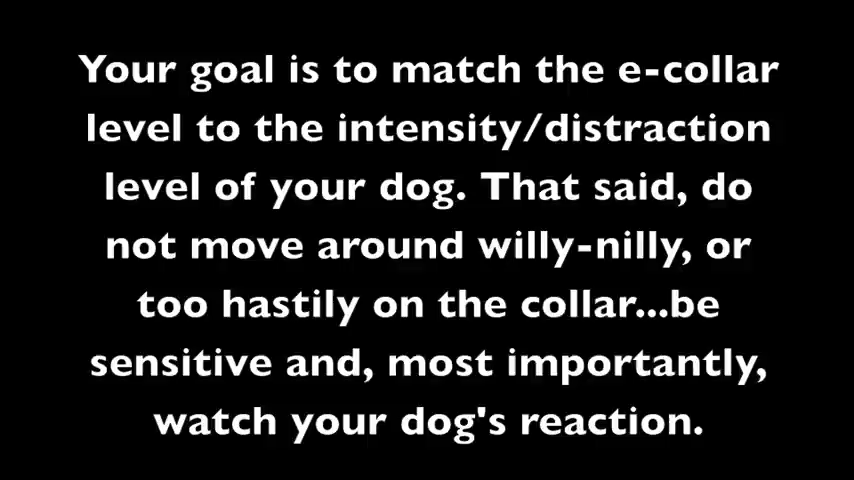 Your goal is to match the e-collar
level to the intensity/distraction
level of your dog. That said, do
not move around willy-nilly, or
too hastily on the collar...be
sensitive and, most importantly,
watch your dog's reaction.